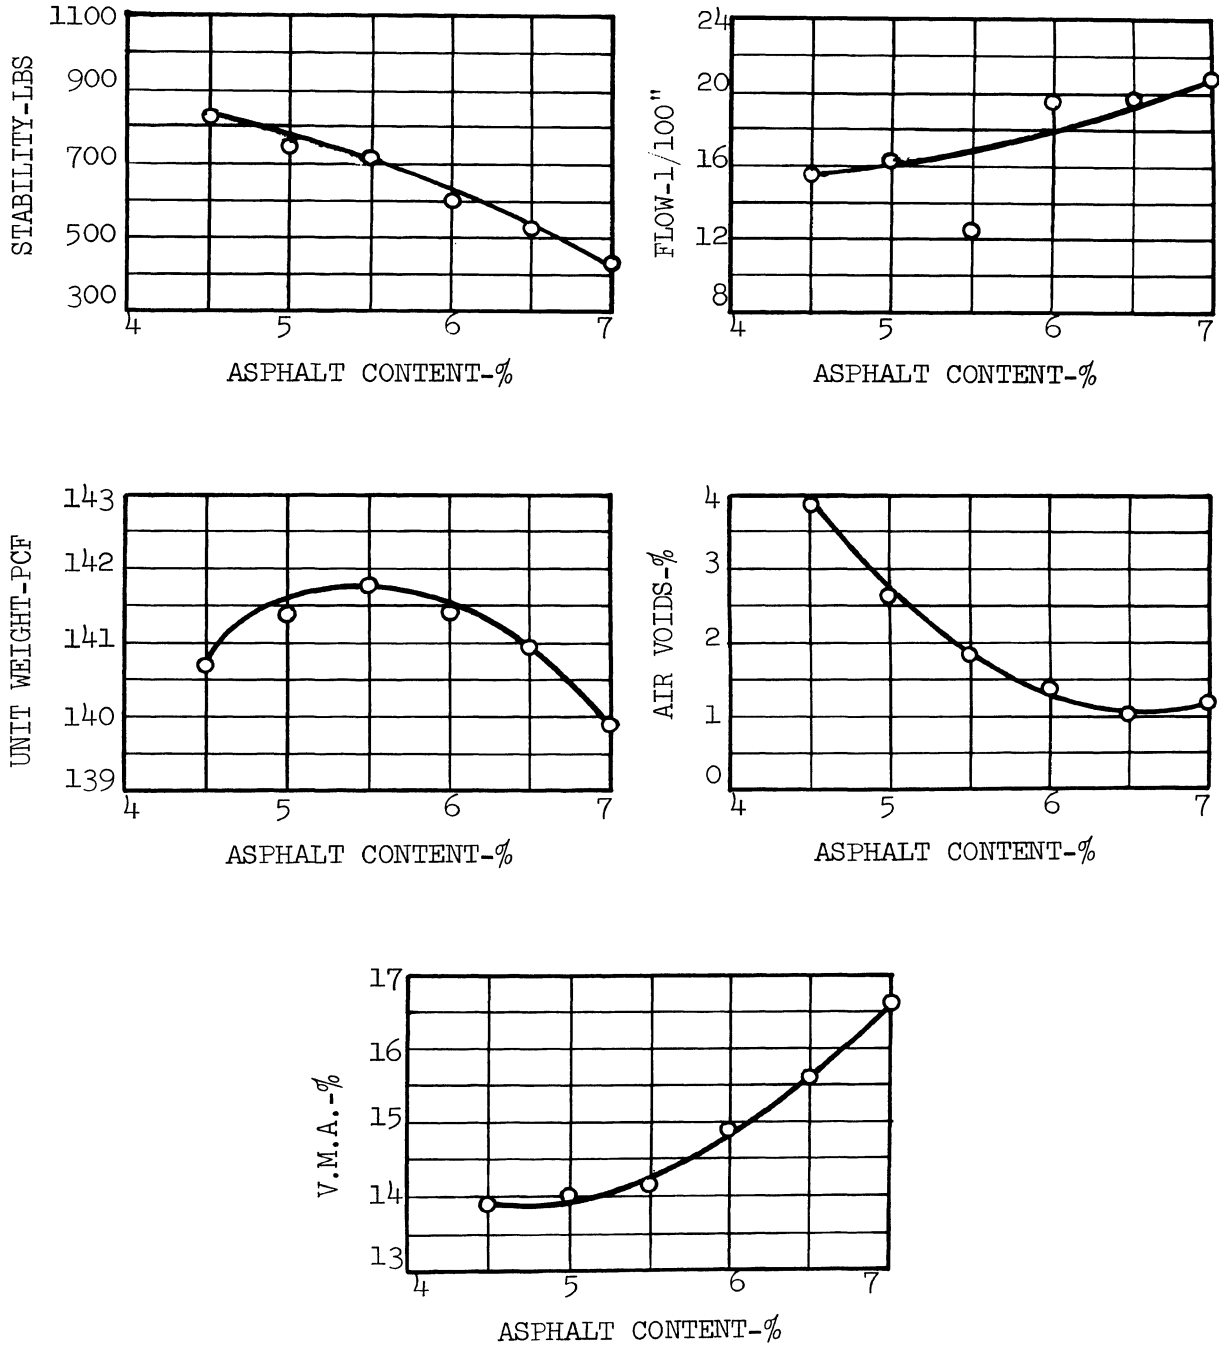 STABILITY-LBS
1100
900
700
500
300
4 5 6 7
ASPHALT CONTENT-%
FLOW-1/100"
24
20
16
12
8
4 5 6 7
ASPHALT CONTENT-%
UNIT WEIGHT-PCF
143
142
141
140
139
4 5 6 7
ASPHALT CONTENT-%
AIR VOIDS-%
4
3
2
1
0
4 5 6 7
ASPHALT CONTENT-%
V.M.A.-%
17
16
15
14
13
4 5 6 7
ASPHALT CONTENT-%